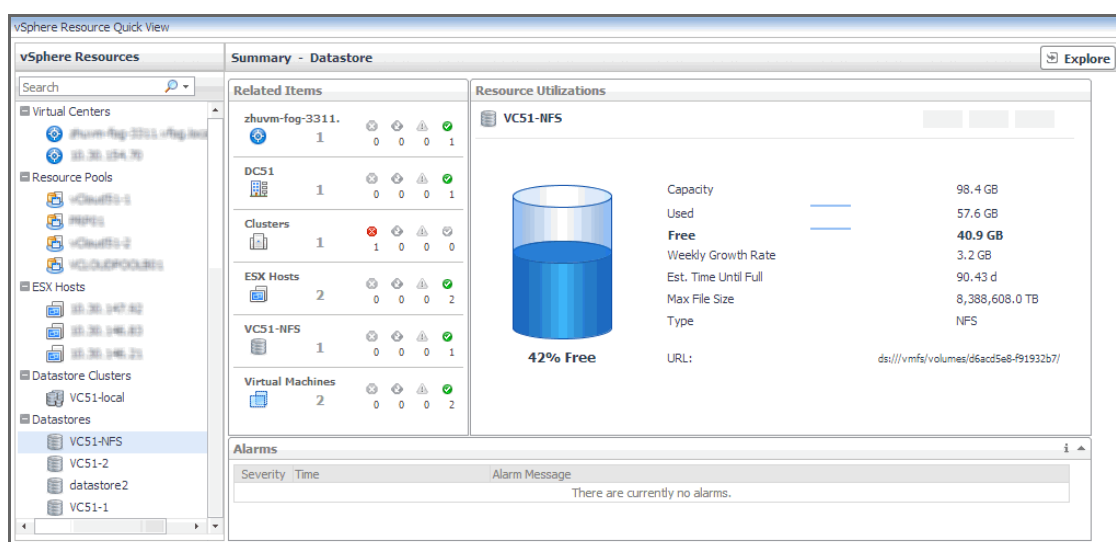 vSphere Resource Quick View
vSphere Resources
Search
Virtual Centers
Resource Pools
ESX Hosts
Datastore Clusters
VC51-local
Datastores
VC51-NFS
VC51-2
datastore2
VC51-1
Summary - Datastore
Explore
Related Items
zhuvm-fog-3311.
1
0 0 0 1
DC51
1
0 0 0 1
Clusters
1
1 0 0 0
ESX Hosts
2
0 0 0 2
VC51-NFS
1
0 0 0 1
Virtual Machines
2
0 0 0 2
Resource Utilizations
VC51-NFS
42% Free
Capacity 98.4 GB
Used 57.6 GB
Free 40.9 GB
Weekly Growth Rate 3.2 GB
Est. Time Until Full 90.43 d
Max File Size 8,388,608.0 TB
Type NFS
URL: ds:///vmfs/volumes/d6acd5e8-f91932b7/
Alarms
i
Severity Time Alarm Message
There are currently no alarms.